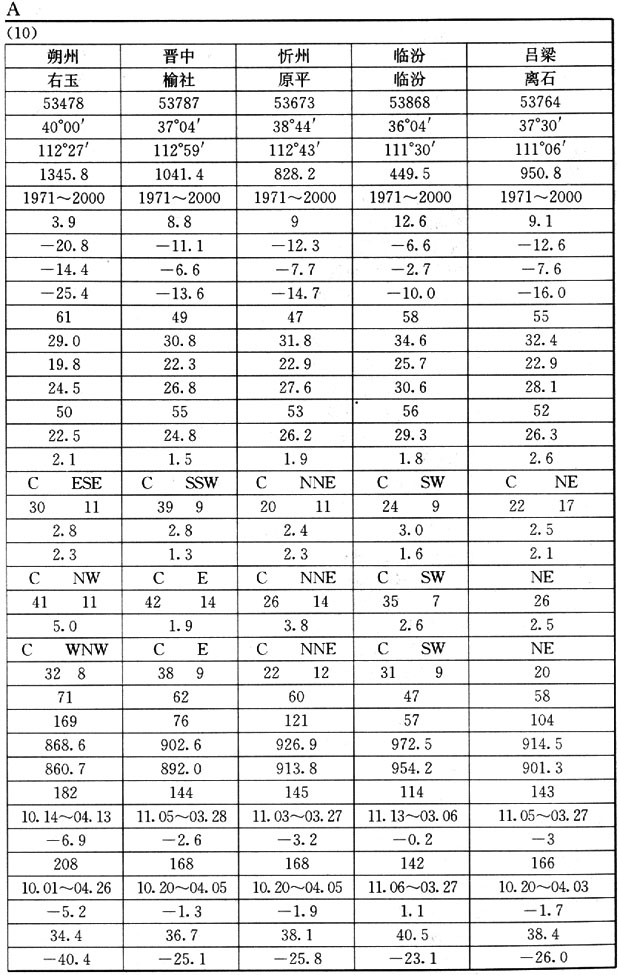 A
(10)
朔州 晋中 忻州 临汾 吕梁
右玉 榆社 原平 临汾 离石
53478 53787 53673 53868 53764
40°00′ 37°04′ 38°44′ 36°04′ 37°30′
112°27′ 112°59′ 112°43′ 111°30′ 111°06′
1345.8 1041.4 828.2 449.5 950.8
1971～2000 1971～2000 1971～2000 1971～2000 1971～2000
3.9 8.8 9 12.6 9.1
−20.8 −11.1 −12.3 −6.6 −12.6
−14.4 −6.6 −7.7 −2.7 −7.6
−25.4 −13.6 −14.7 −10.0 −16.0
61 49 47 58 55
29.0 30.8 31.8 34.6 32.4
19.8 22.3 22.9 25.7 22.9
24.5 26.8 27.6 30.6 28.1
50 55 53 56 52
22.5 24.8 26.2 29.3 26.3
2.1 1.5 1.9 1.8 2.6
C ESE C SSW C NNE C SW C NE
30 11 39 9 20 11 24 9 22 17
2.8 2.8 2.4 3.0 2.5
2.3 1.3 2.3 1.6 2.1
C NW C E C NNE C SW NE
41 11 42 14 26 14 35 7 26
5.0 1.9 3.8 2.6 2.5
C WNW C E C NNE C SW NE
32 8 38 9 22 12 31 9 20
71 62 60 47 58
169 76 121 57 104
868.6 902.6 926.9 972.5 914.5
860.7 892.0 913.8 954.2 901.3
182 144 145 114 143
10.14～04.13 11.05～03.28 11.03～03.27 11.13～03.06 11.05～03.27
−6.9 −2.6 −3.2 −0.2 −3
208 168 168 142 166
10.01～04.26 10.20～04.05 10.20～04.05 11.06～03.27 10.20～04.03
−5.2 −1.3 −1.9 1.1 −1.7
34.4 36.7 38.1 40.5 38.4
−40.4 −25.1 −25.8 −23.1 −26.0